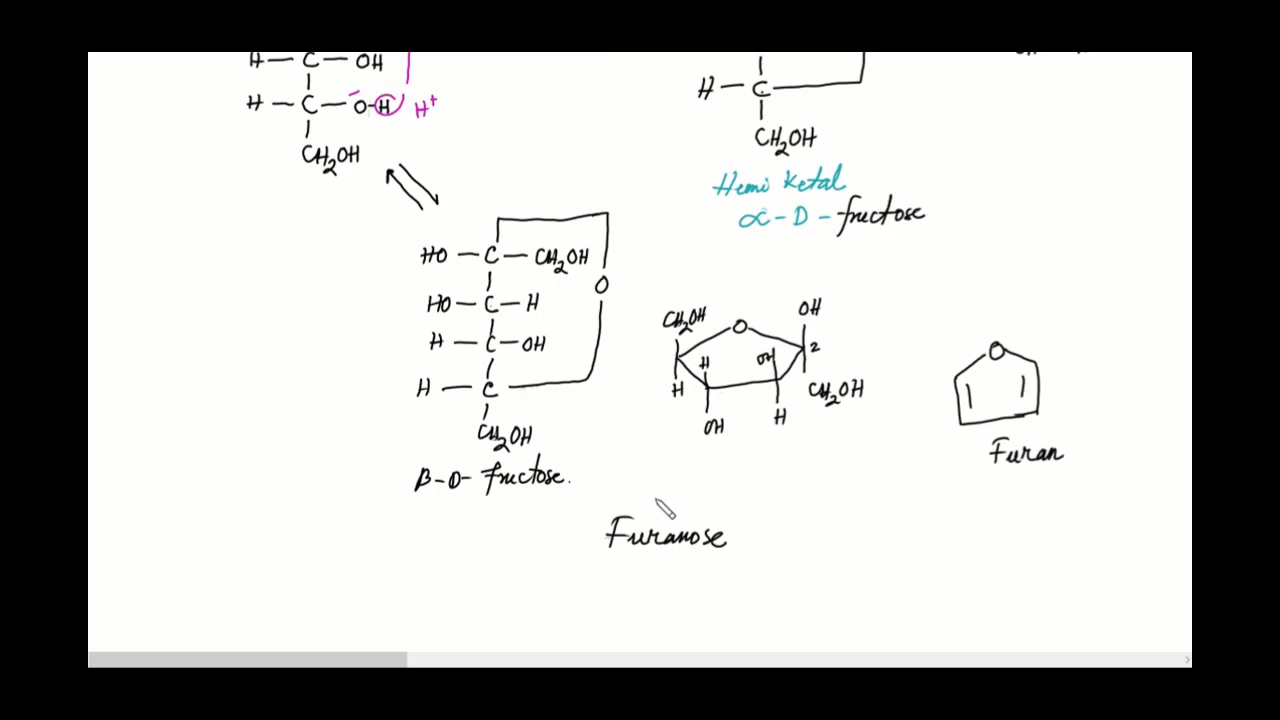 H — C — OH
H — C — O-H H+
CH2OH
H — C
CH2OH
Hemi Ketal
α - D - fructose
HO — C — CH2OH
O
HO — C — H
H — C — OH
H — C
CH2OH
β-D- fructose.
CH2OH O OH
H OH 2
H CH2OH
OH H
O
Furan
Furanose